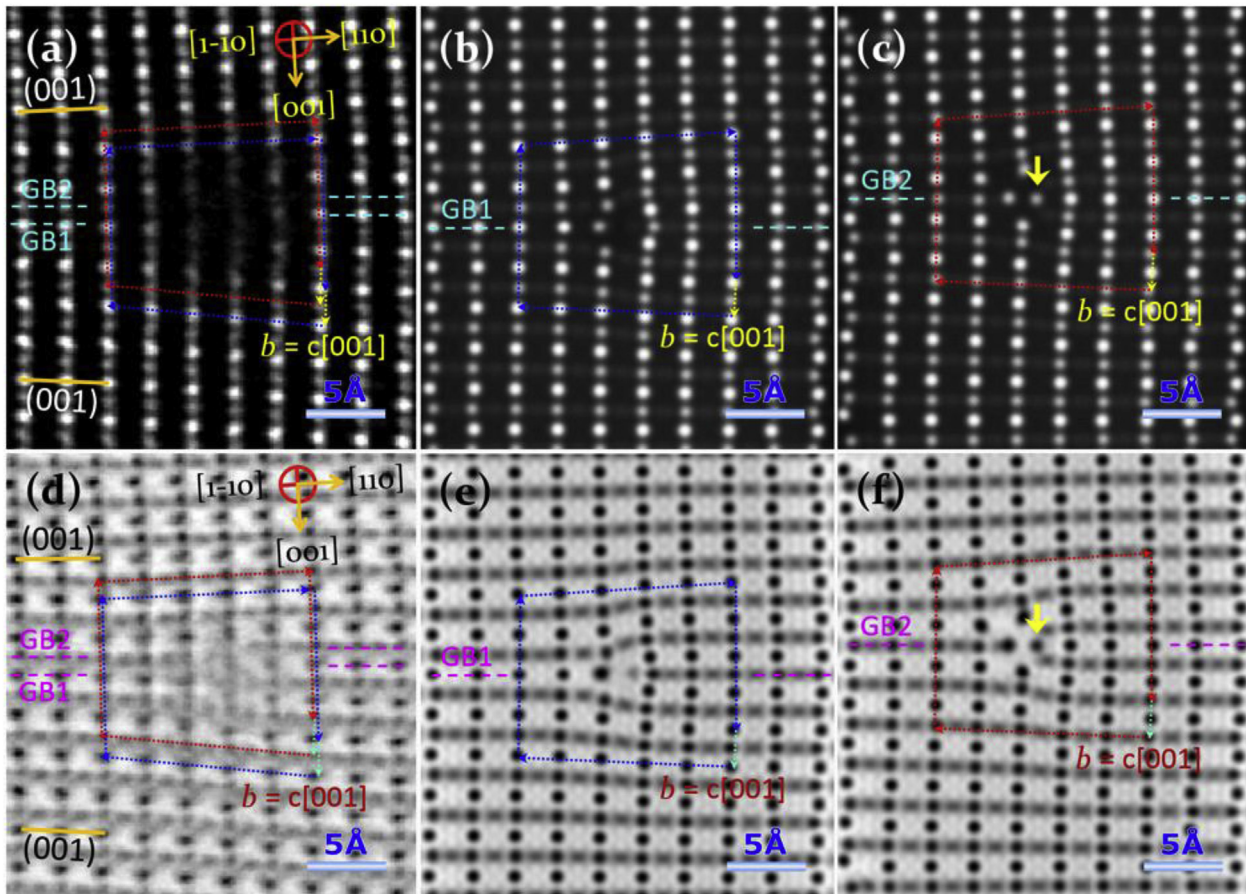 (a)
[1-10]
[110]
[001]
(001)
GB2
GB1
b = c[001]
(001)
5Å
(b)
GB1
b = c[001]
5Å
(c)
GB2
b = c[001]
5Å
(d)
[1-10]
[110]
[001]
(001)
GB2
GB1
b = c[001]
(001)
5Å
(e)
GB1
b = c[001]
5Å
(f)
GB2
b = c[001]
5Å